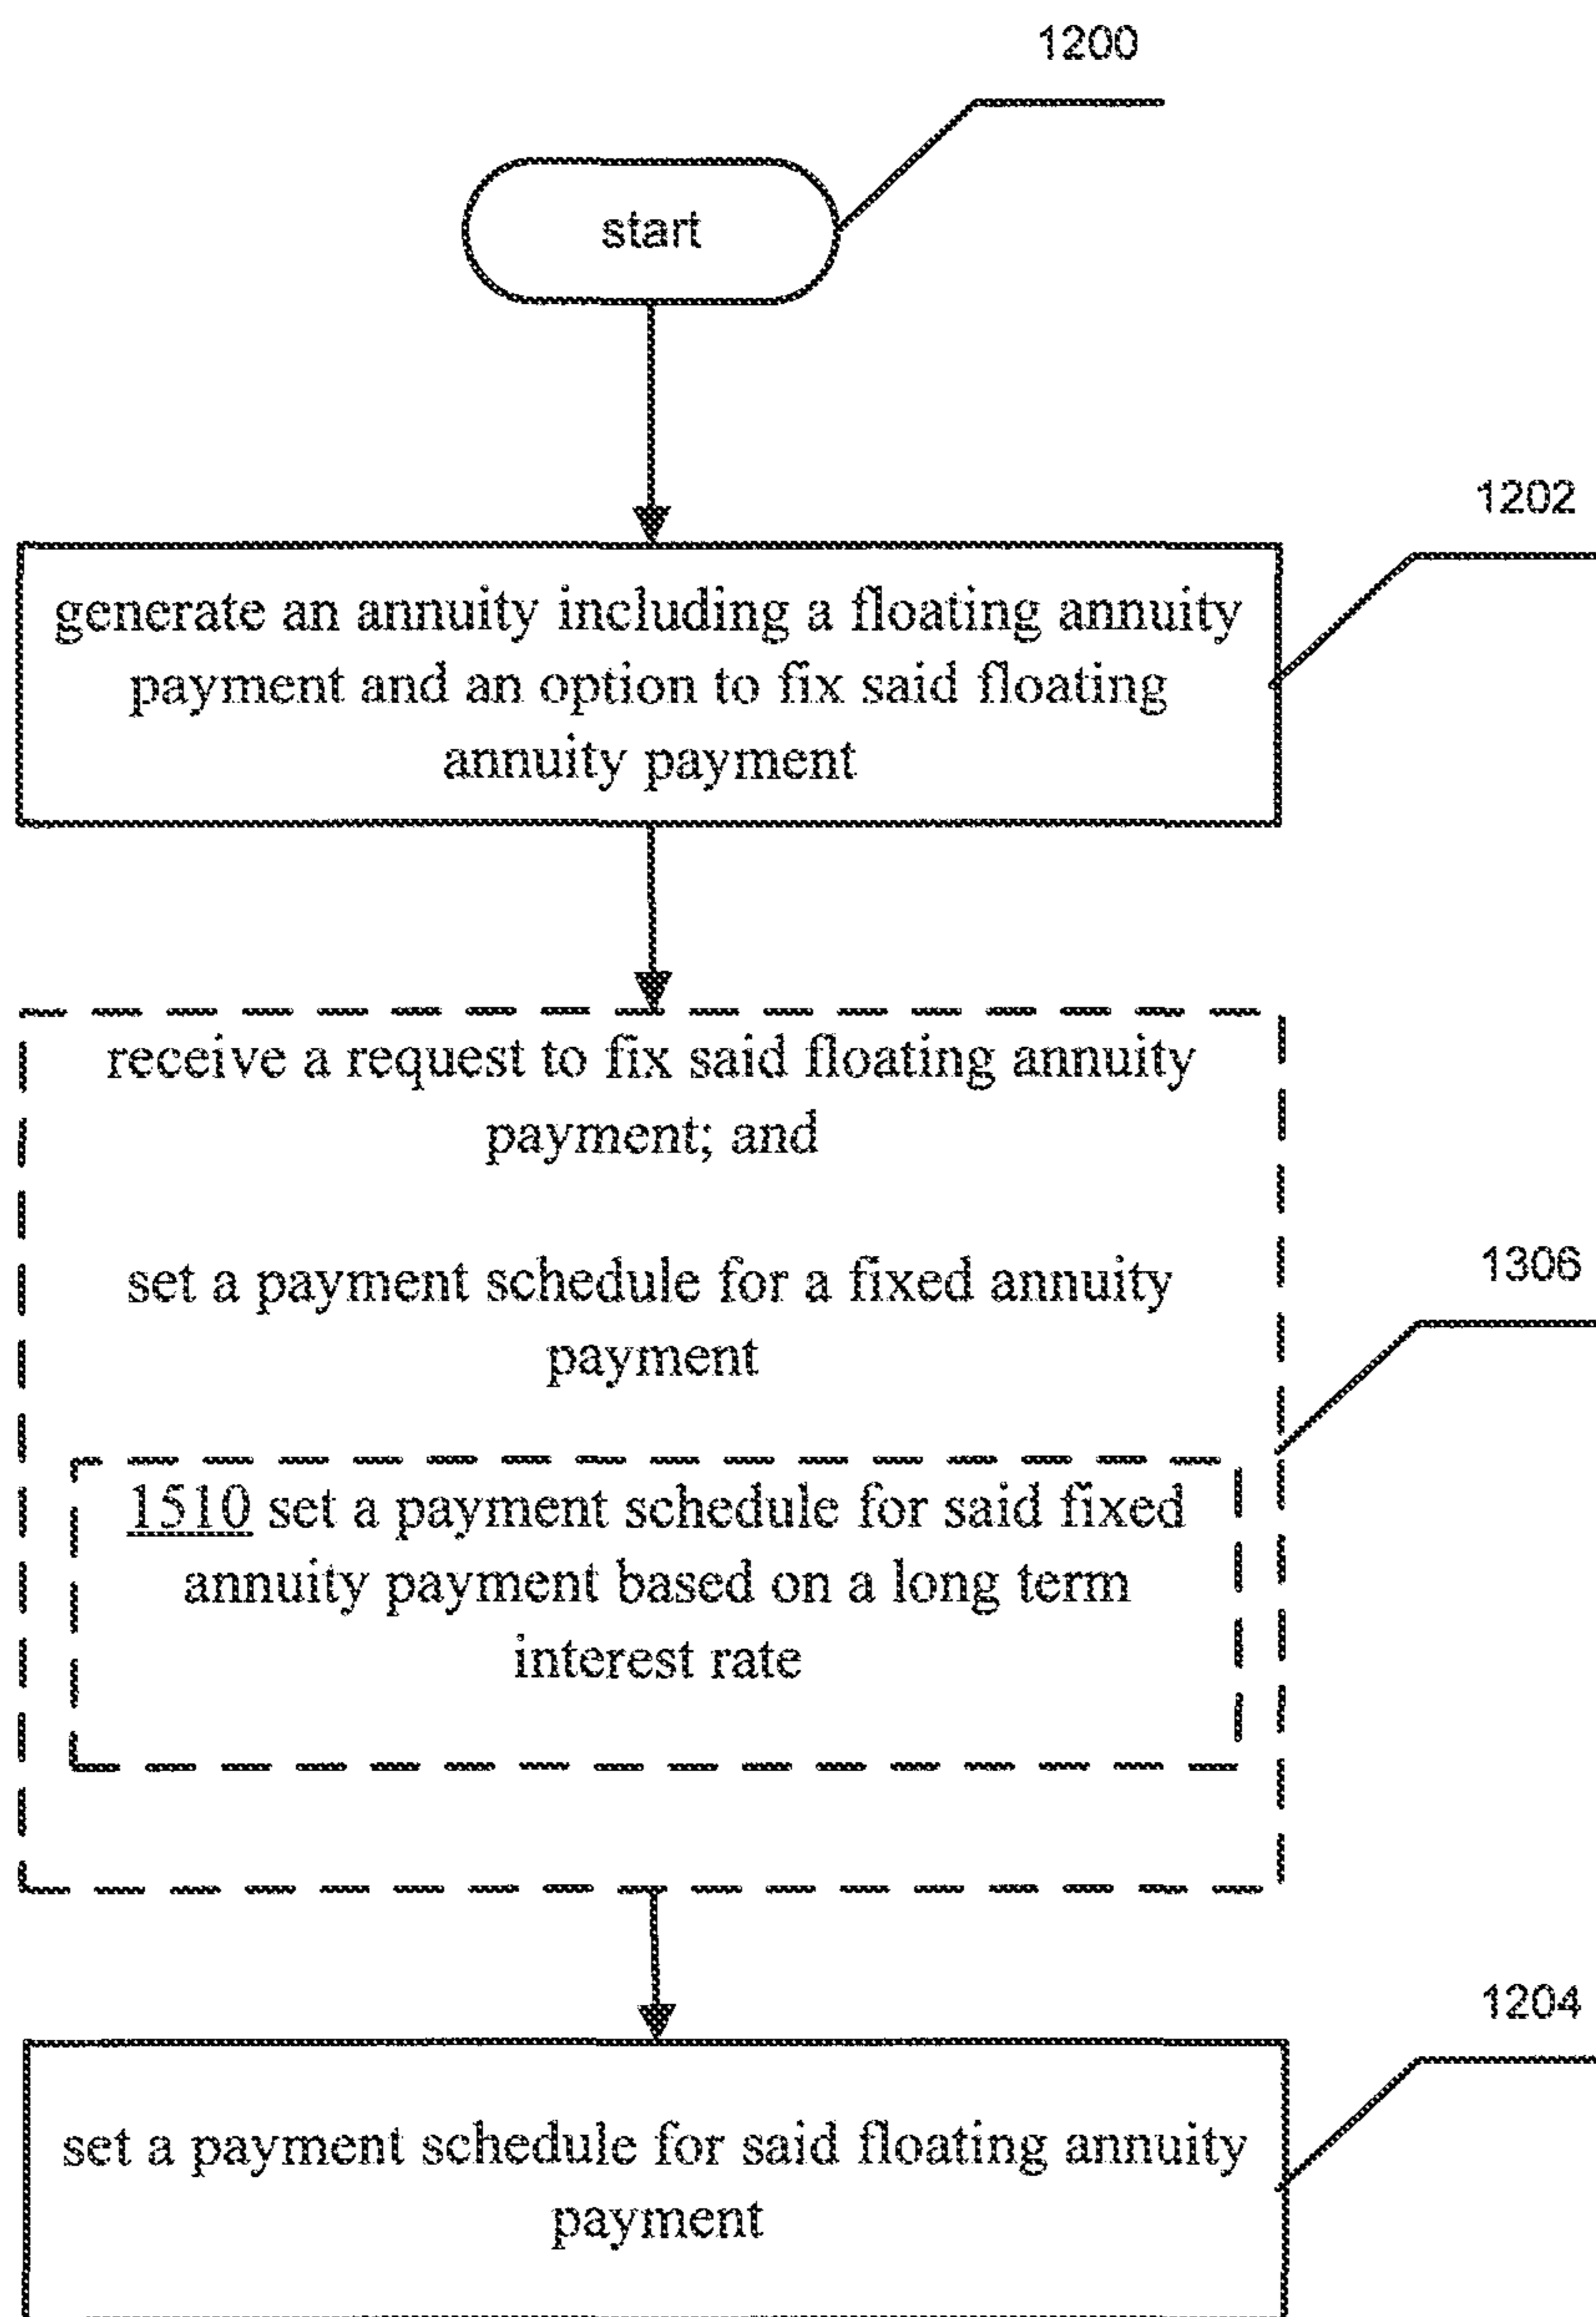 1200
start
1202
generate an annuity including a floating annuity
payment and an option to fix said floating
annuity payment
receive a request to fix said floating annuity
payment; and
set a payment schedule for a fixed annuity
payment
1306
1510 set a payment schedule for said fixed
annuity payment based on a long term
interest rate
1204
set a payment schedule for said floating annuity
payment